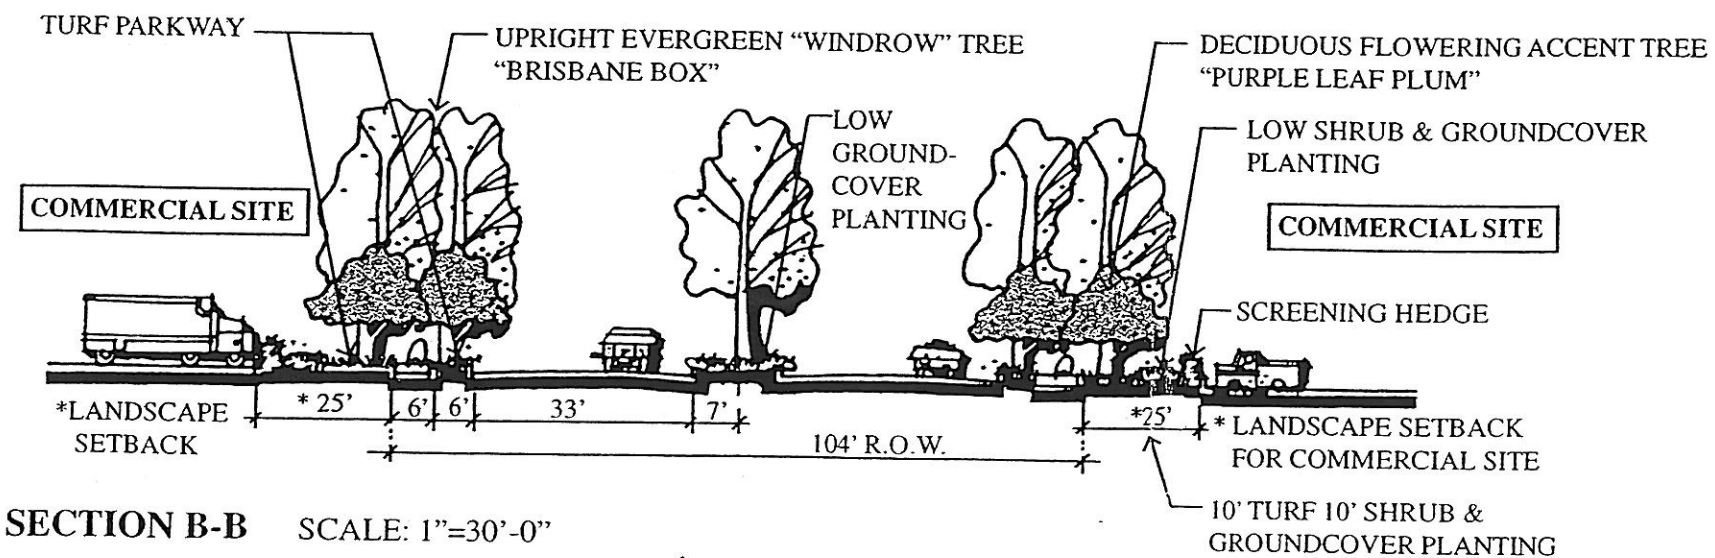 TURF PARKWAY
UPRIGHT EVERGREEN “WINDROW” TREE
“BRISBANE BOX”
DECIDUOUS FLOWERING ACCENT TREE
“PURPLE LEAF PLUM”
LOW
GROUND-
COVER
PLANTING
LOW SHRUB & GROUNDCOVER
PLANTING
COMMERCIAL SITE
COMMERCIAL SITE
SCREENING HEDGE
*LANDSCAPE
SETBACK
* 25'
6'
6'
33'
7'
104' R.O.W.
*25'
* LANDSCAPE SETBACK
FOR COMMERCIAL SITE
10' TURF 10' SHRUB &
GROUNDCOVER PLANTING
SECTION B-B SCALE: 1”=30'-0”